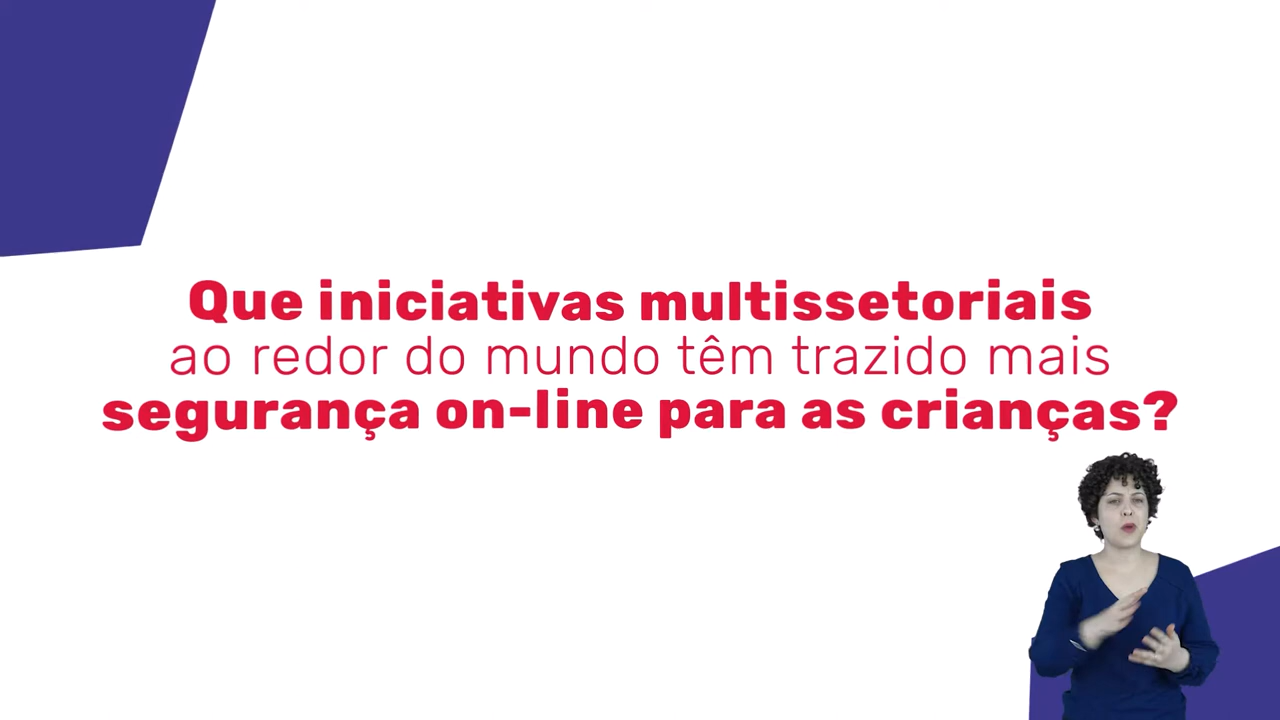 Que iniciativas multissetoriais
ao redor do mundo têm trazido mais
segurança on-line para as crianças?